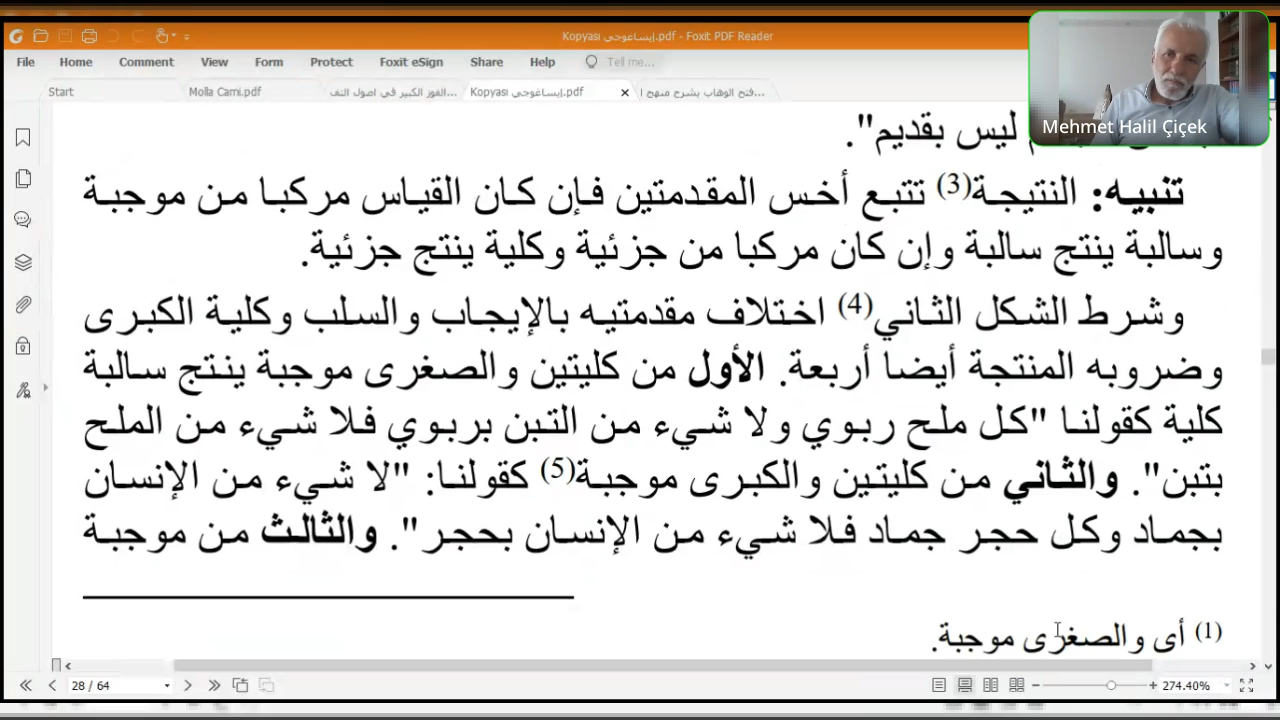 Kopyası إيساغوجي.pdf - Foxit PDF Reader
File Home Comment View Form Protect Foxit eSign Share Help Tell me...
Start Molla Cami.pdf الفوز الكبير في اصول التف... Kopyası إيساغوجي.pdf فتح الوهاب بشرح منهج ا...
Mehmet Halil Çiçek
ليس بقديم".
تنبيه: النتيجة(3) تتبع أخس المقدمتين فإن كان القياس مركبا من موجبة
وسالبة ينتج سالبة وإن كان مركبا من جزئية وكلية ينتج جزئية.
وشرط الشكل الثاني(4) اختلاف مقدمتيه بالإيجاب والسلب وكلية الكبرى
وضروبه المنتجة أيضا أربعة. الأول من كليتين والصغرى موجبة ينتج سالبة
كلية كقولنا "كل ملح ربوي ولا شيء من التبن بربوي فلا شيء من الملح
بتبن". والثاني من كليتين والكبرى موجبة(5) كقولنا: "لا شيء من الإنسان
بجماد وكل حجر جماد فلا شيء من الإنسان بحجر". والثالث من موجبة
(1) أى والصغرى موجبة.
28 / 64
274.40%